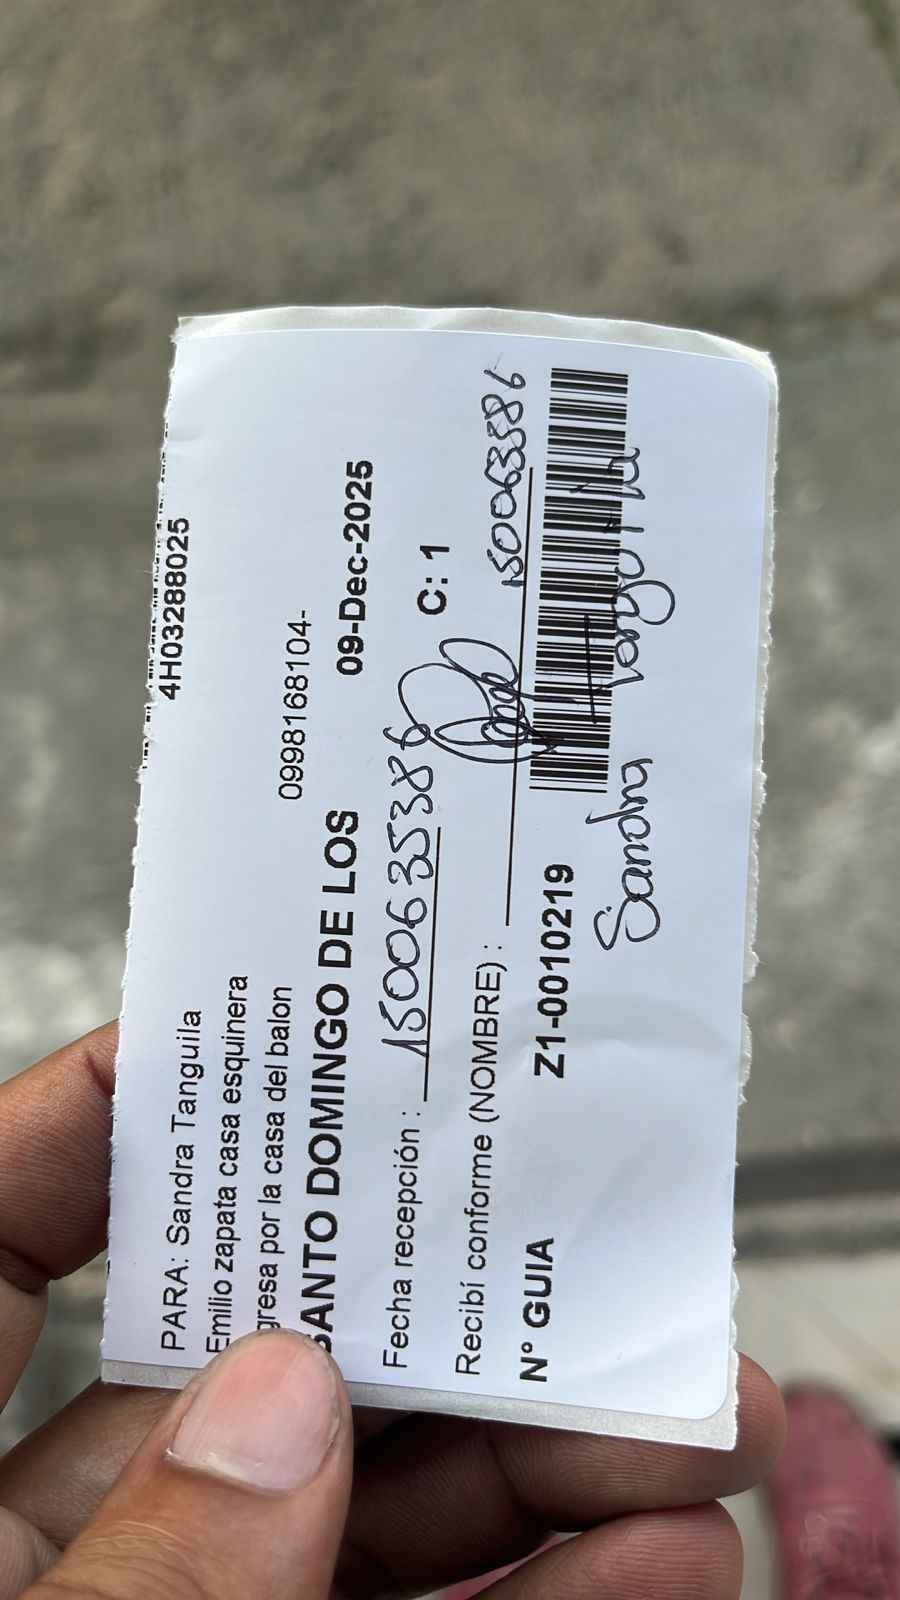 4H03288025
PARA: Sandra Tanguila
Emilio zapata casa esquinera
gresa por la casa del balon
0998168104-
SANTO DOMINGO DE LOS 09-Dec-2025
Fecha recepción : 1500635386 C: 1
Recibí conforme (NOMBRE) :
N° GUIA Z1-0010219
Sandra